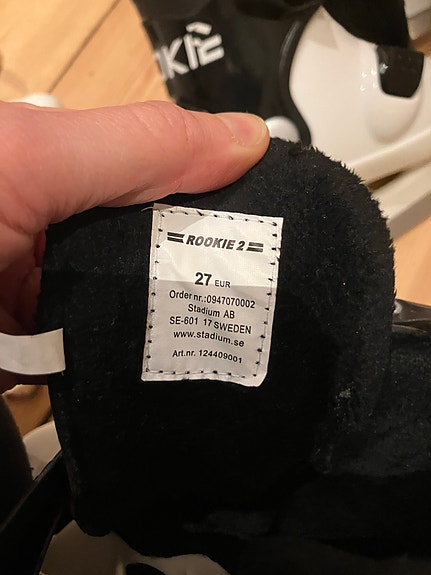 OKIE
ROOKIE 2
27 EUR
Order nr.:0947070002
Stadium AB
SE-601 17 SWEDEN
www.stadium.se
Art.nr. 124409001